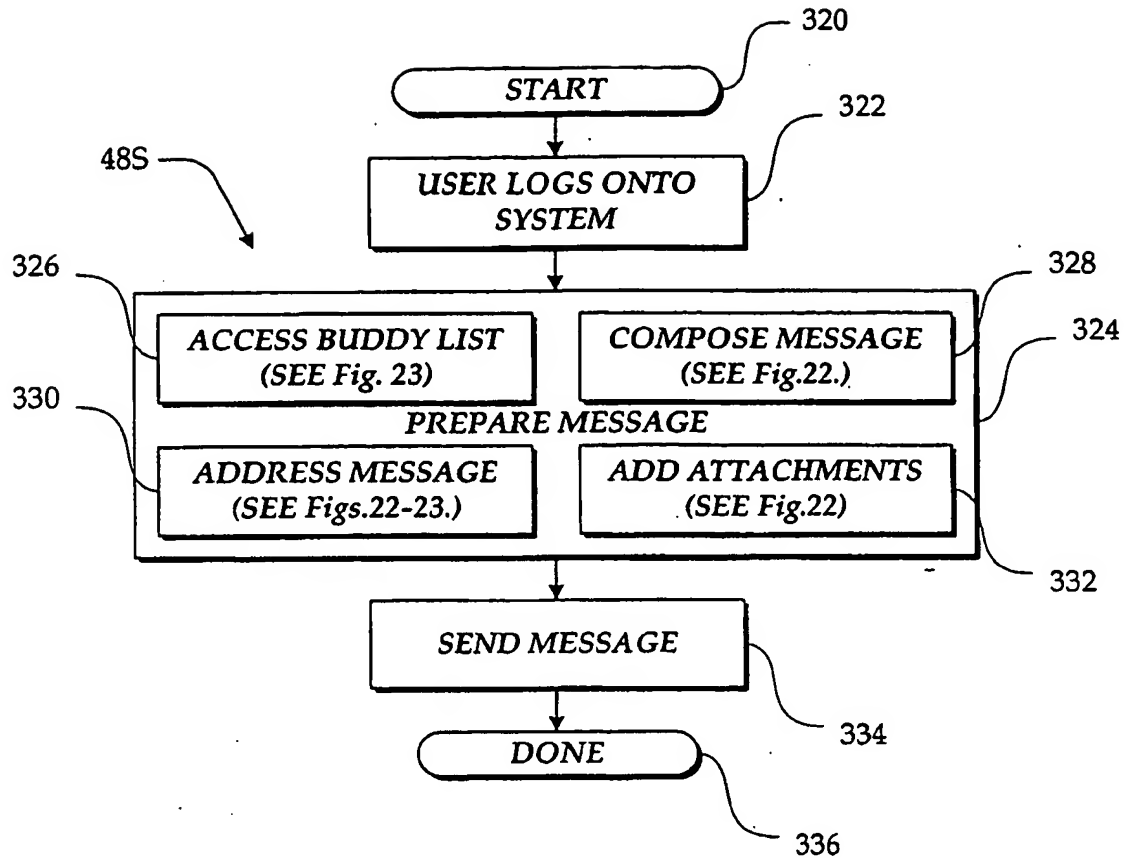 320
START
322
48S
USER LOGS ONTO
SYSTEM
326
328
ACCESS BUDDY LIST
(SEE Fig. 23)
COMPOSE MESSAGE
(SEE Fig.22.)
324
330
PREPARE MESSAGE
ADDRESS MESSAGE
(SEE Figs.22-23.)
ADD ATTACHMENTS
(SEE Fig.22)
332
SEND MESSAGE
334
DONE
336